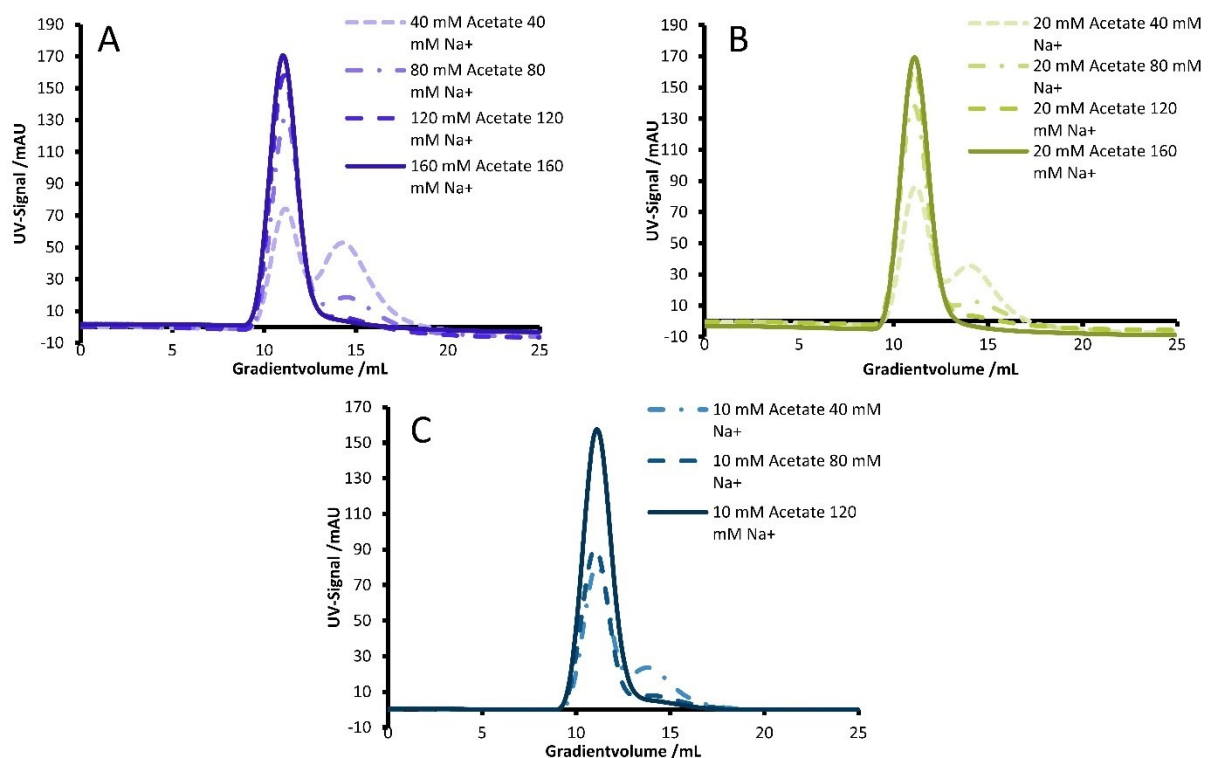 A
190
170
150
130
110
90
70
50
30
10
-10
UV-Signal /mAU
0 5 10 15 20 25
Gradientvolume /mL
40 mM Acetate 40
mM Na+
80 mM Acetate 80
mM Na+
120 mM Acetate 120
mM Na+
160 mM Acetate 160
mM Na+
B
190
170
150
130
110
90
70
50
30
10
-10
UV-Signal /mAU
0 5 10 15 20 25
Gradientvolume /mL
20 mM Acetate 40 mM
Na+
20 mM Acetate 80 mM
Na+
20 mM Acetate 120
mM Na+
20 mM Acetate 160
mM Na+
C
170
150
130
110
90
70
50
30
10
-10
UV-Signal /mAU
0 5 10 15 20 25
Gradientvolume /mL
10 mM Acetate 40 mM
Na+
10 mM Acetate 80 mM
Na+
10 mM Acetate 120
mM Na+